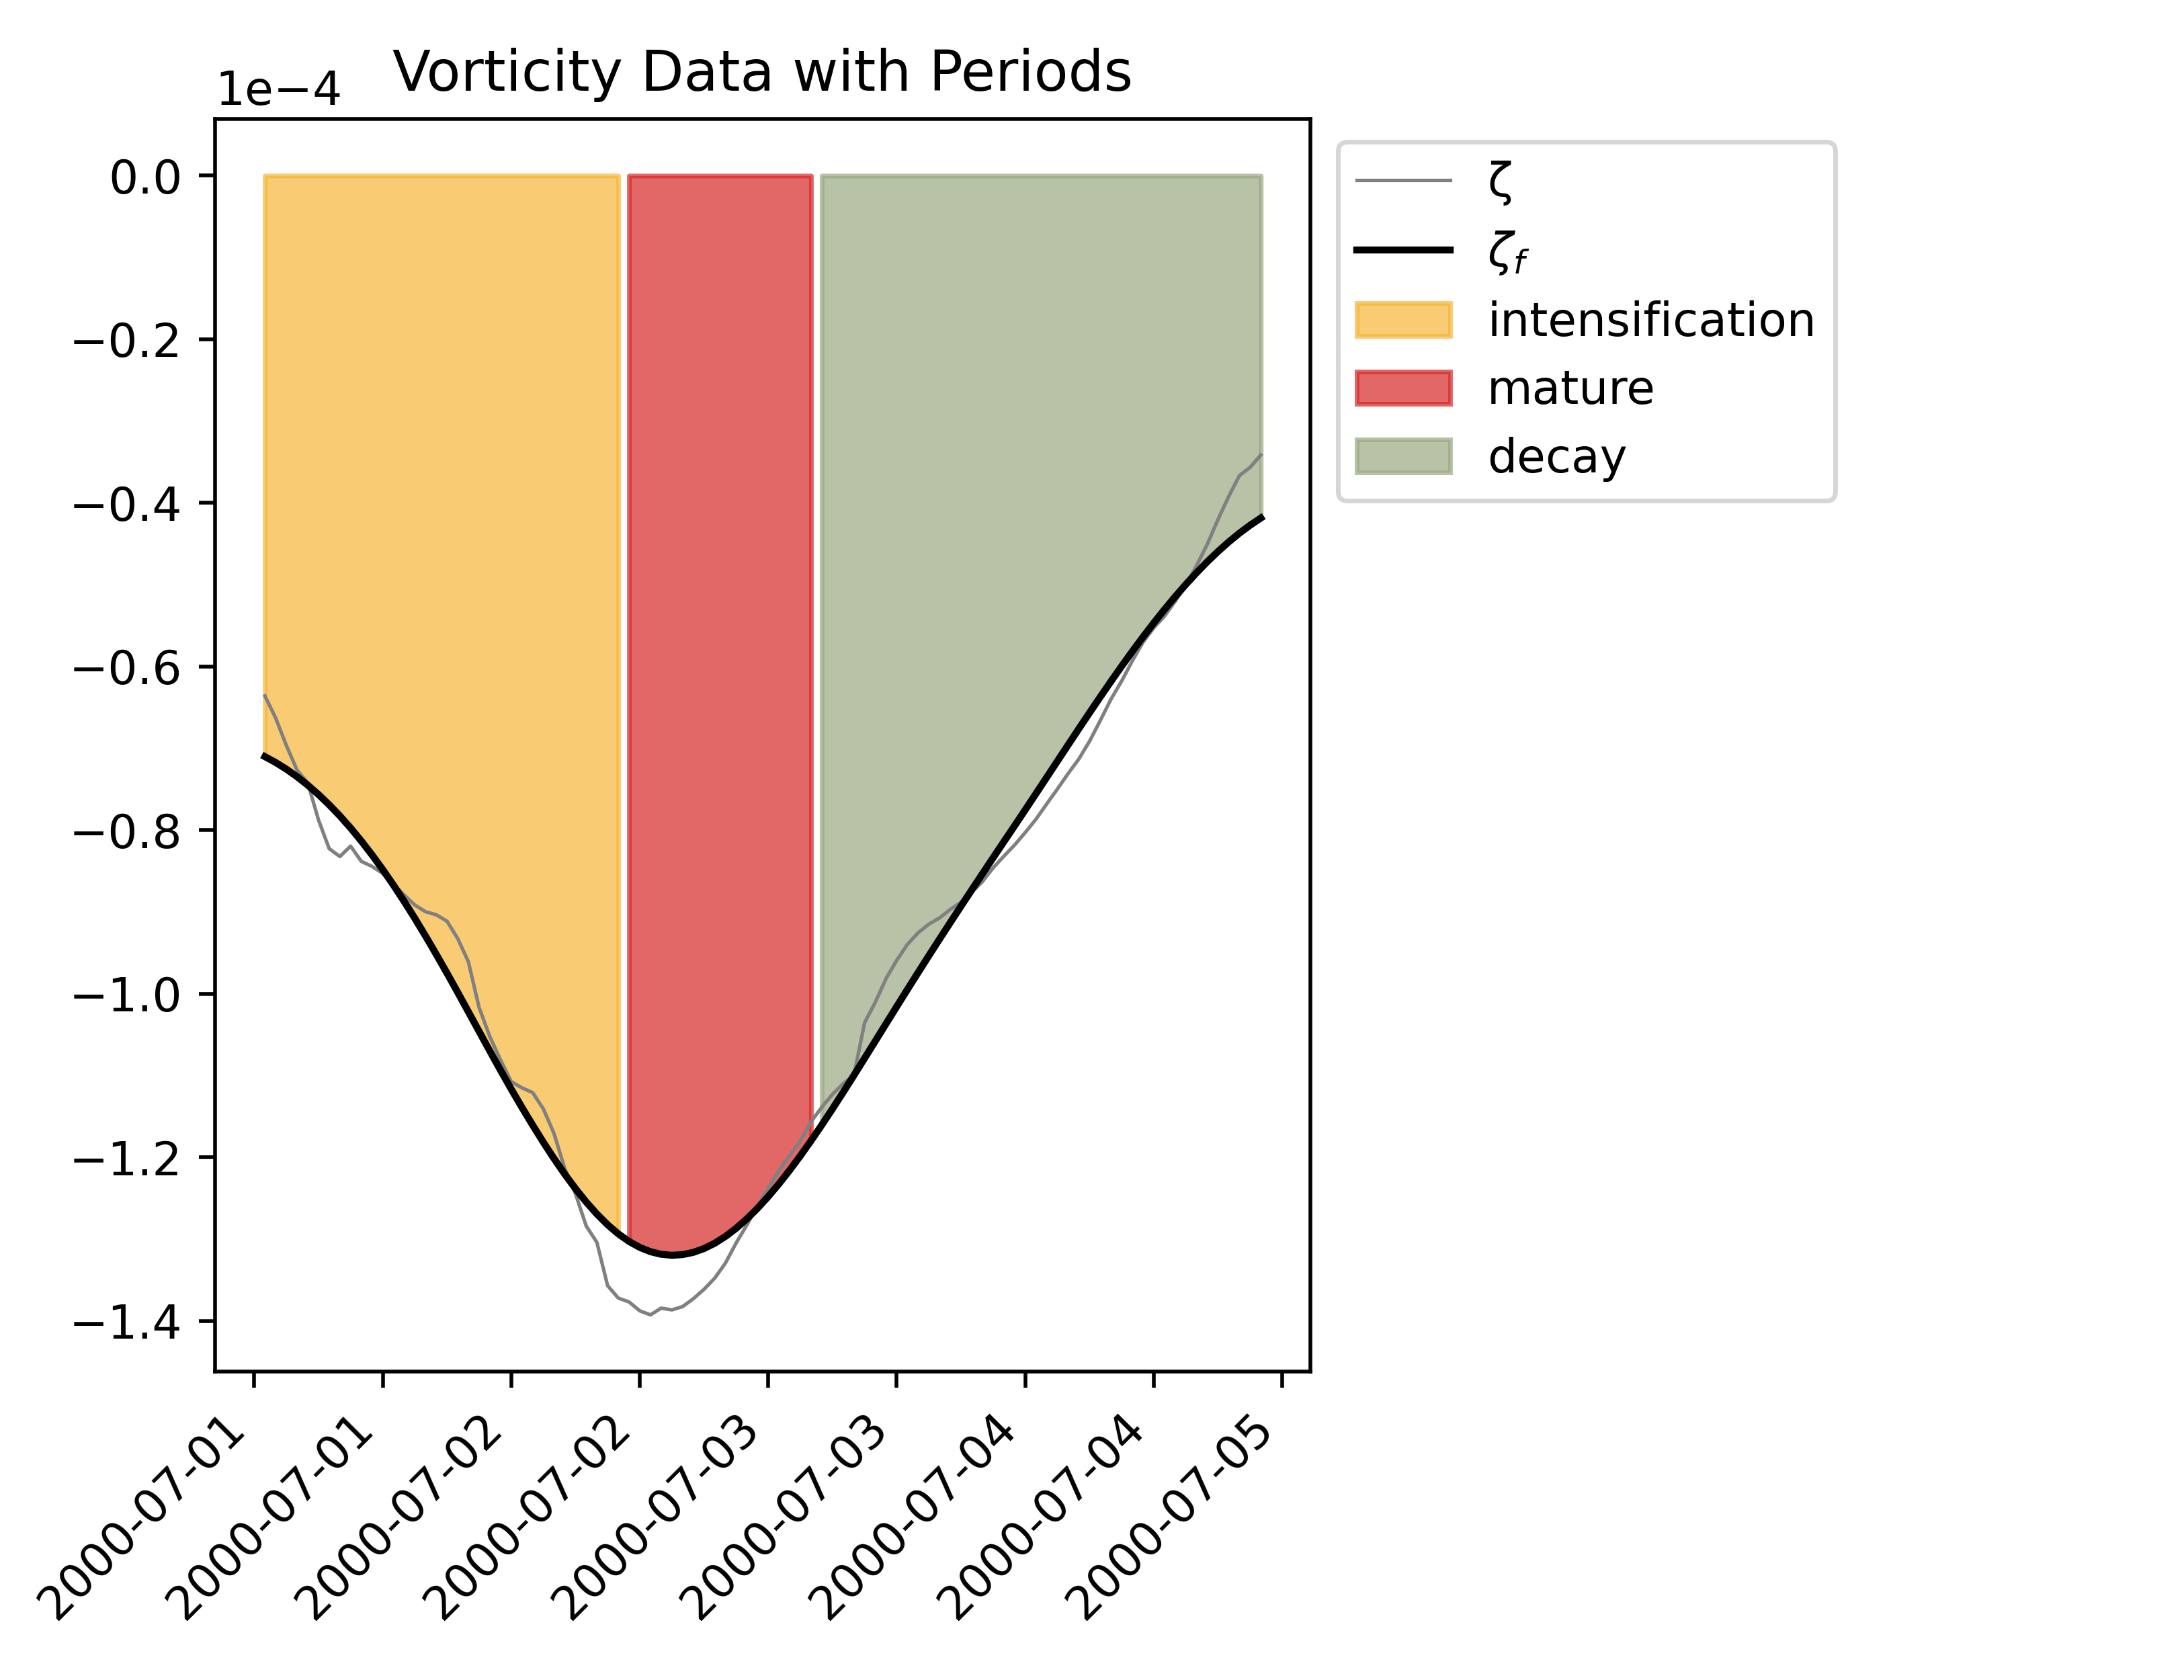 Vorticity Data with Periods
1e−4
0.0
−0.2
−0.4
−0.6
−0.8
−1.0
−1.2
−1.4
2000-07-01
2000-07-01
2000-07-02
2000-07-02
2000-07-03
2000-07-03
2000-07-04
2000-07-04
2000-07-05
ζ
ζf
intensification
mature
decay